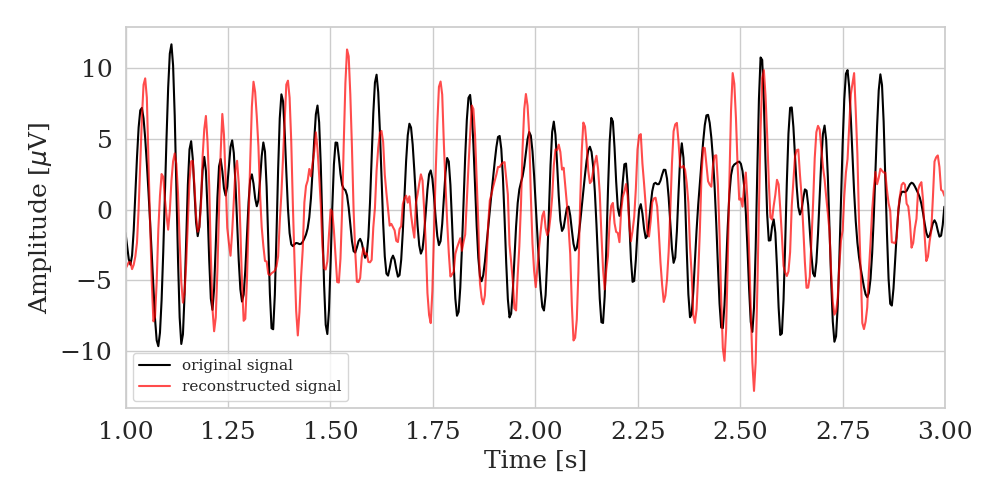 Amplitude [μV]
10
5
0
−5
−10
original signal
reconstructed signal
1.00 1.25 1.50 1.75 2.00 2.25 2.50 2.75 3.00
Time [s]